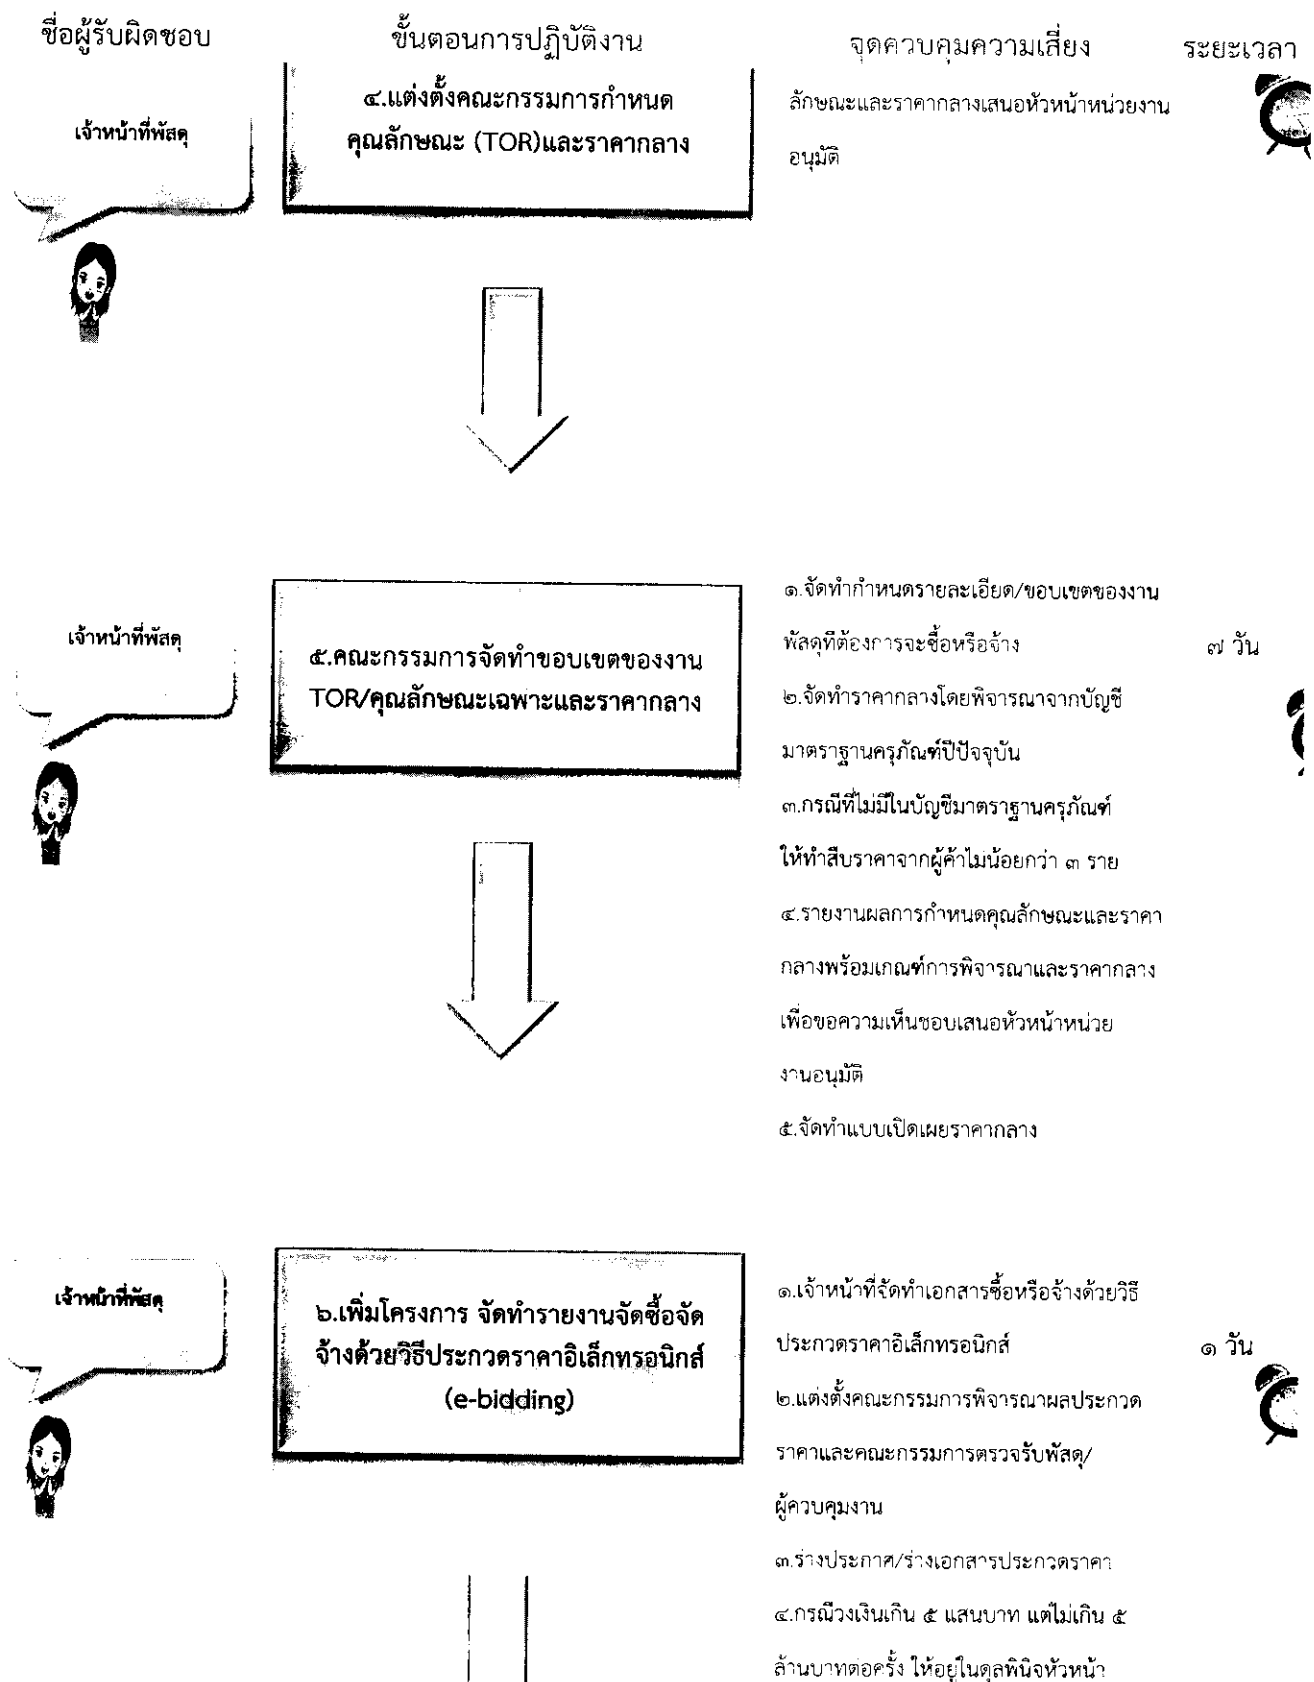 ชื่อผู้รับผิดชอบ
ขั้นตอนการปฏิบัติงาน
จุดควบคุมความเสี่ยง
ระยะเวลา
เจ้าหน้าที่พัสดุ
๔.แต่งตั้งคณะกรรมการกำหนด
คุณลักษณะ (TOR)และราคากลาง
ลักษณะและราคากลางเสนอหัวหน้าหน่วยงาน
อนุมัติ
เจ้าหน้าที่พัสดุ
๕.คณะกรรมการจัดทำขอบเขตของงาน
TOR/คุณลักษณะเฉพาะและราคากลาง
๑.จัดทำกำหนดรายละเอียด/ขอบเขตของงาน
พัสดุที่ต้องการจะซื้อหรือจ้าง
๗ วัน
๒.จัดทำราคากลางโดยพิจารณาจากบัญชี
มาตราฐานครุภัณฑ์ปีปัจจุบัน
๓.กรณีที่ไม่มีในบัญชีมาตราฐานครุภัณฑ์
ให้ทำสืบราคาจากผู้ค้าไม่น้อยกว่า ๓ ราย
๔.รายงานผลการกำหนดคุณลักษณะและราคา
กลางพร้อมเกณฑ์การพิจารณาและราคากลาง
เพื่อขอความเห็นชอบเสนอหัวหน้าหน่วย
งานอนุมัติ
๕.จัดทำแบบเปิดเผยราคากลาง
เจ้าหน้าที่พัสดุ
๖.เพิ่มโครงการ จัดทำรายงานจัดซื้อจัด
จ้างด้วยวิธีประกวดราคาอิเล็กทรอนิกส์
(e-bidding)
๑.เจ้าหน้าที่จัดทำเอกสารซื้อหรือจ้างด้วยวิธี
ประกวดราคาอิเล็กทรอนิกส์
๑ วัน
๒.แต่งตั้งคณะกรรมการพิจารณาผลประกวด
ราคาและคณะกรรมการตรวจรับพัสดุ/
ผู้ควบคุมงาน
๓.ร่างประกาศ/ร่างเอกสารประกวดราคา
๔.กรณีวงเงินเกิน ๕ แสนบาท แต่ไม่เกิน ๕
ล้านบาทต่อครั้ง ให้อยู่ในดุลพินิจหัวหน้า